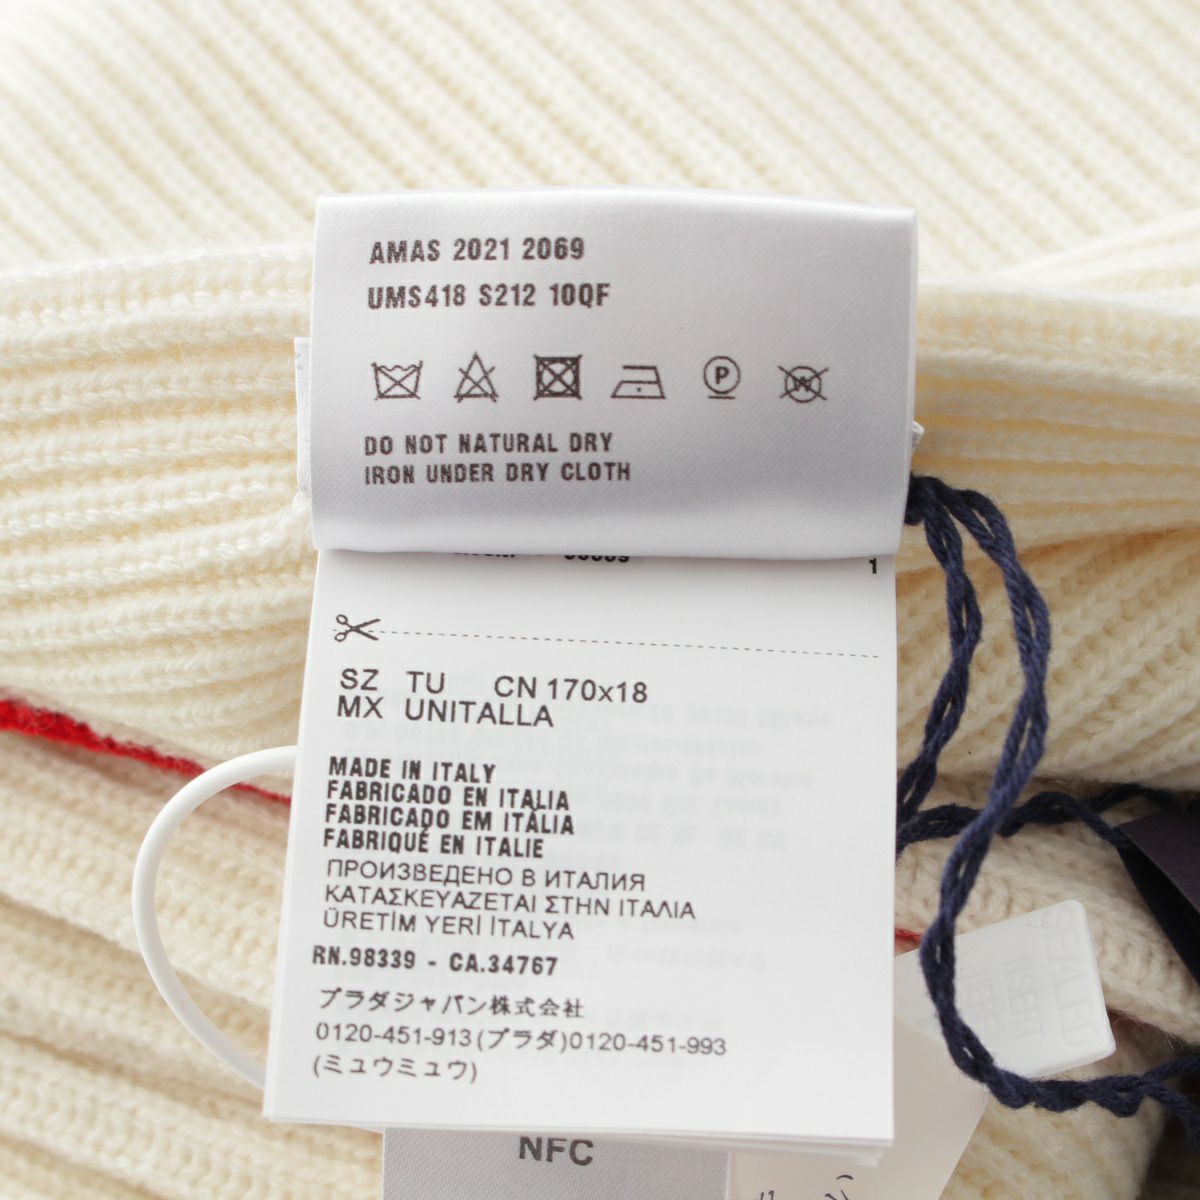 AMAS 2021 2069
UMS418 S212 10QF
P
W
DO NOT NATURAL DRY
IRON UNDER DRY CLOTH
1
SZ TU CN 170x18
MX UNITALLA
MADE IN ITALY
FABRICADO EN ITALIA
FABRICADO EM ITÁLIA
FABRIQUÉ EN ITALIE
ПРОИЗВЕДЕНО В ИТАЛИЯ
ΚΑΤΑΣΚΕΥΑΖΕΤΑΙ ΣΤΗΝ ΙΤΑΛΙΑ
ÜRETİM YERİ İTALYA
RN.98339 - CA.34767
プラダジャパン株式会社
0120-451-913(プラダ)0120-451-993
(ミュウミュウ)
SEALED
NFC